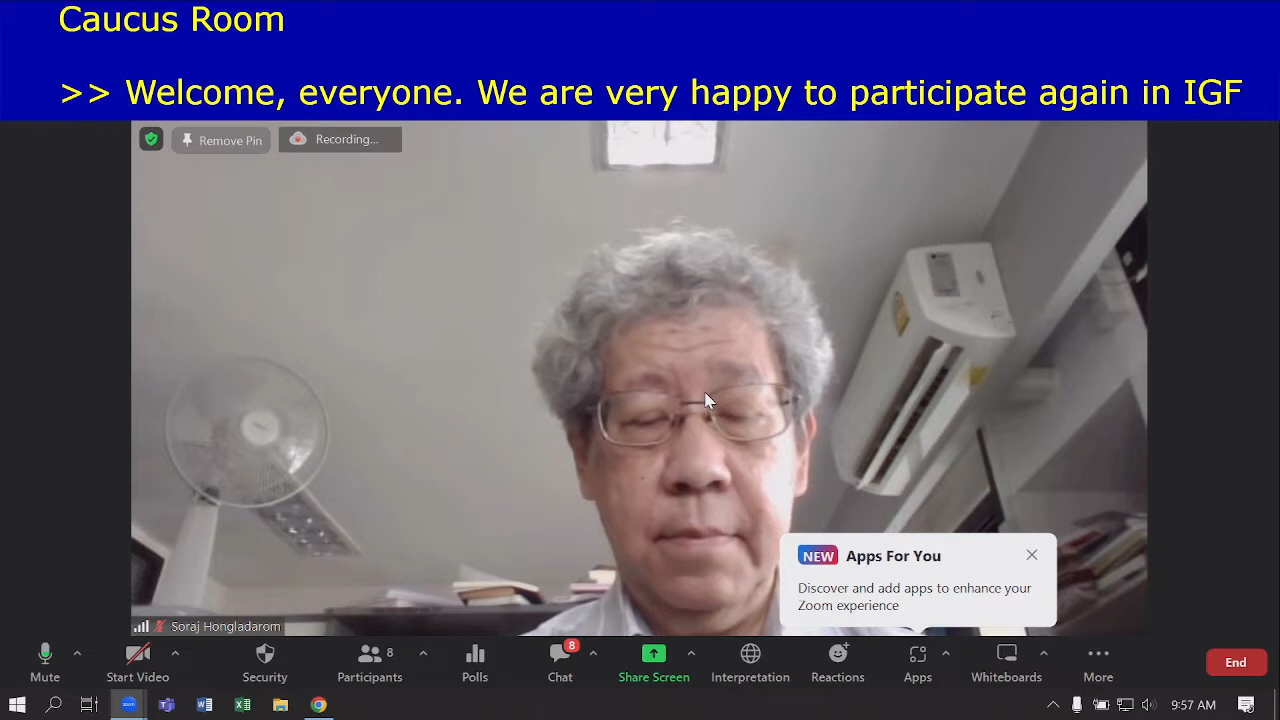 Caucus Room
>> Welcome, everyone. We are very happy to participate again in IGF
Remove Pin
Recording...
NEW Apps For You
Discover and add apps to enhance your
Zoom experience
Soraj Hongladarom
8
8
Mute
Start Video
Security
Participants
Polls
Chat
Share Screen
Interpretation
Reactions
Apps
Whiteboards
More
End
9:57 AM